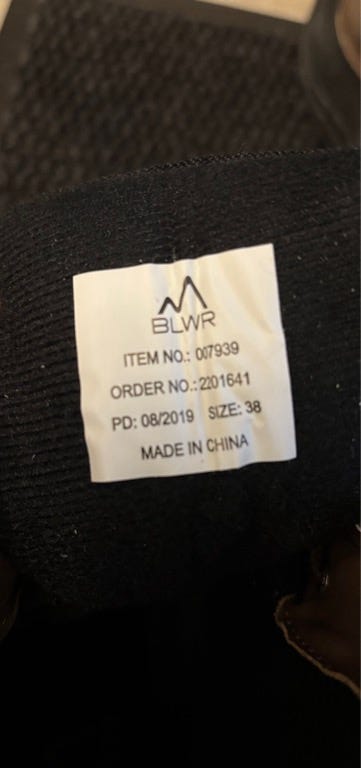 BLWR
ITEM NO.: 007939
ORDER NO.: 2201641
PD: 08/2019 SIZE: 38
MADE IN CHINA